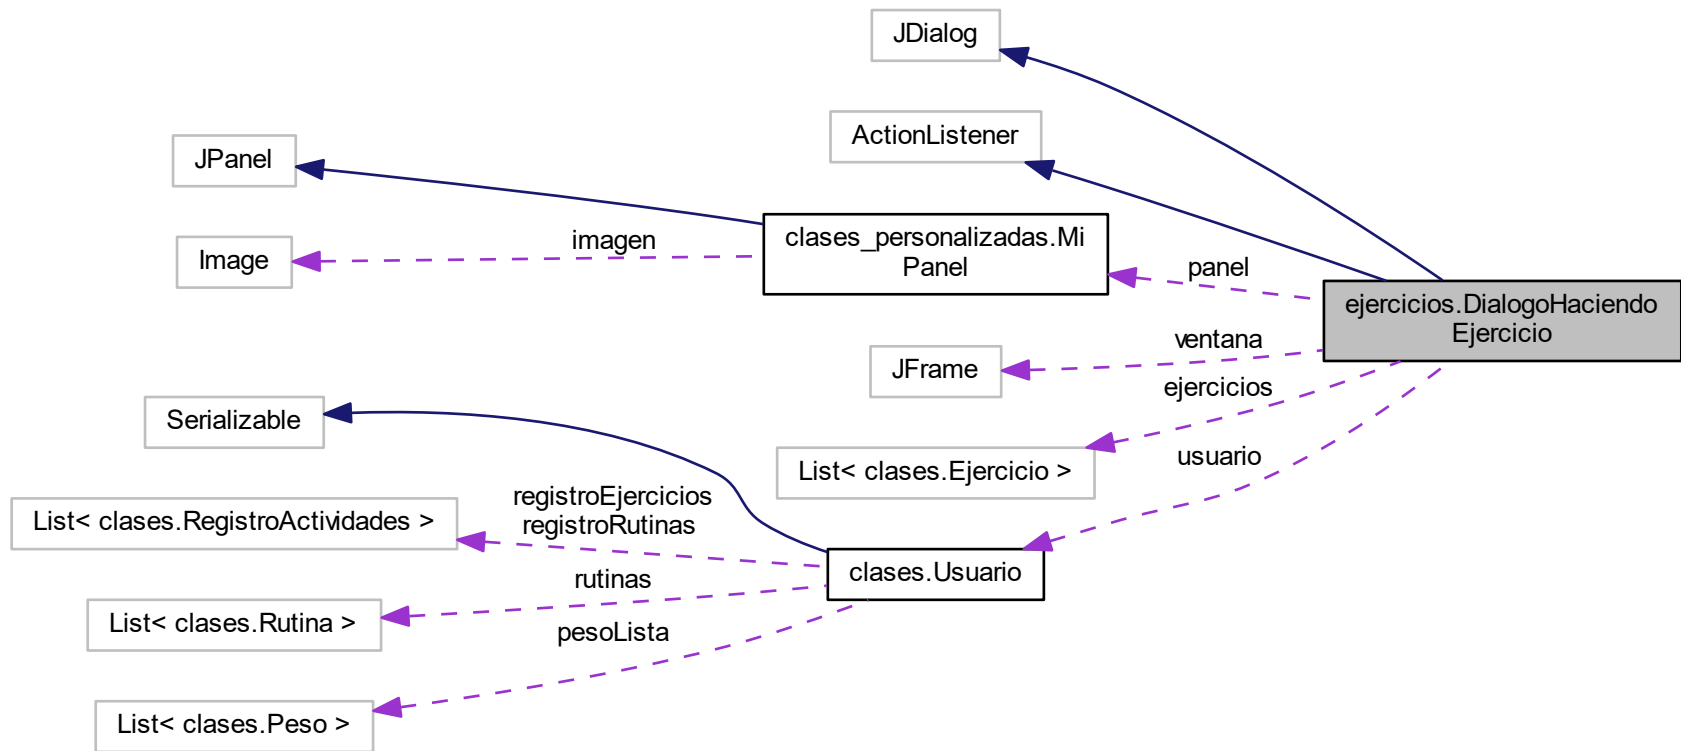 JDialog
ActionListener
JPanel
clases_personalizadas.Mi
Panel
imagen
Image
panel
ejercicios.DialogoHaciendo
Ejercicio
ventana
JFrame
ejercicios
Serializable
usuario
List< clases.Ejercicio >
registroEjercicios
registroRutinas
List< clases.RegistroActividades >
clases.Usuario
rutinas
List< clases.Rutina >
pesoLista
List< clases.Peso >